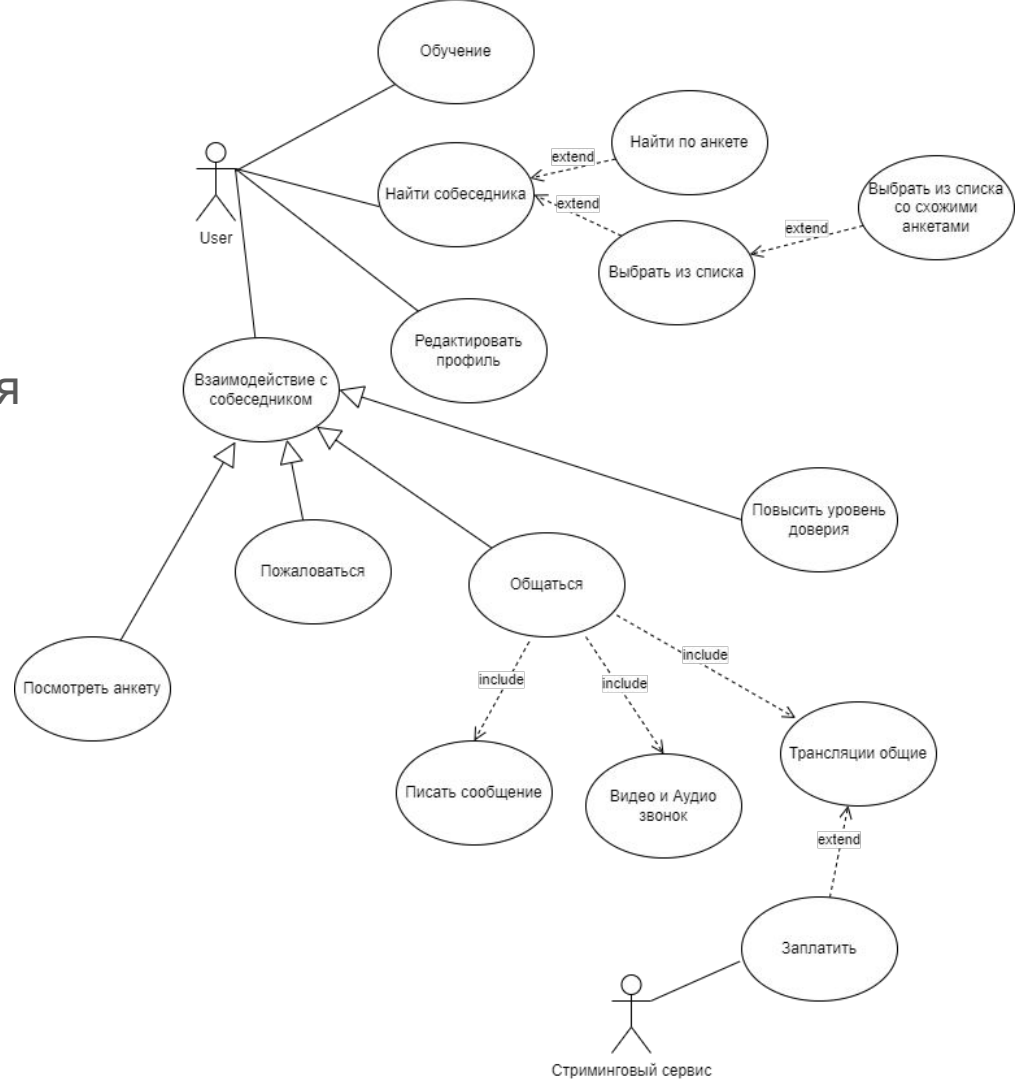 Обучение
Найти по анкете
extend
Найти собеседника
Выбрать из списка
со схожими
анкетами
extend
extend
User
Выбрать из списка
Редактировать
профиль
Взаимодействие с
собеседником
я
Повысить уровень
доверия
Пожаловаться
Общаться
include
include
include
Посмотреть анкету
Трансляции общие
Писать сообщение
Видео и Аудио
звонок
extend
Заплатить
Стриминговый сервис